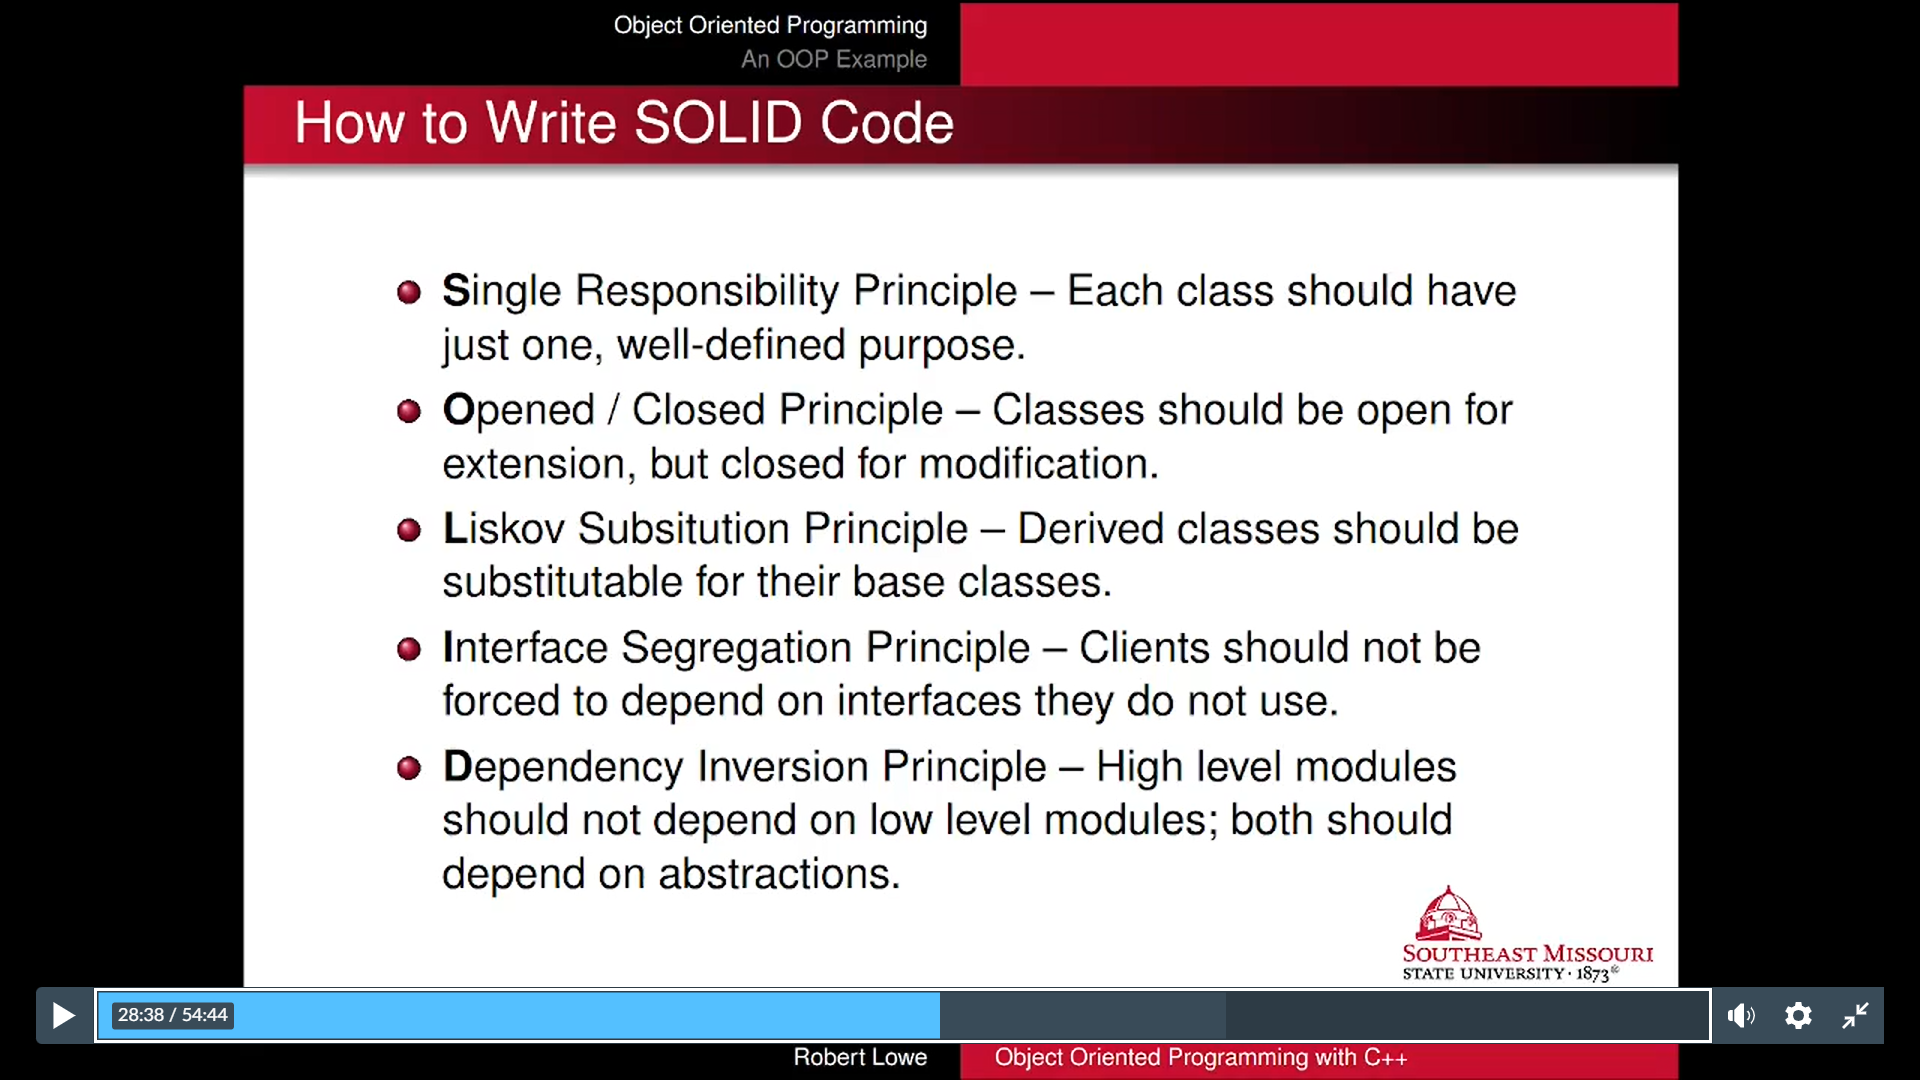 Object Oriented Programming
An OOP Example
How to Write SOLID Code
Single Responsibility Principle – Each class should have
just one, well-defined purpose.
Opened / Closed Principle – Classes should be open for
extension, but closed for modification.
Liskov Subsitution Principle – Derived classes should be
substitutable for their base classes.
Interface Segregation Principle – Clients should not be
forced to depend on interfaces they do not use.
Dependency Inversion Principle – High level modules
should not depend on low level modules; both should
depend on abstractions.
SOUTHEAST MISSOURI
STATE UNIVERSITY · 1873®
28:38 / 54:44
Robert Lowe
Object Oriented Programming with C++